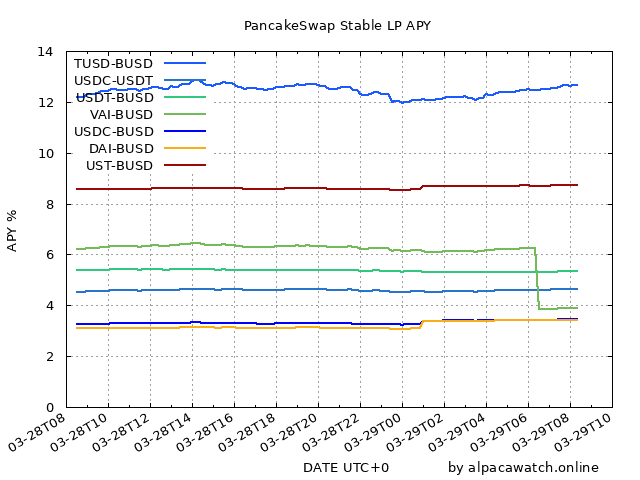 PancakeSwap Stable LP APY
TUSD-BUSD
USDC-USDT
USDT-BUSD
VAI-BUSD
USDC-BUSD
DAI-BUSD
UST-BUSD
APY %
14
12
10
8
6
4
2
0
03-28T08
03-28T10
03-28T12
03-28T14
03-28T16
03-28T18
03-28T20
03-28T22
03-29T00
03-29T02
03-29T04
03-29T06
03-29T08
03-29T10
DATE UTC+0
by alpacawatch.online